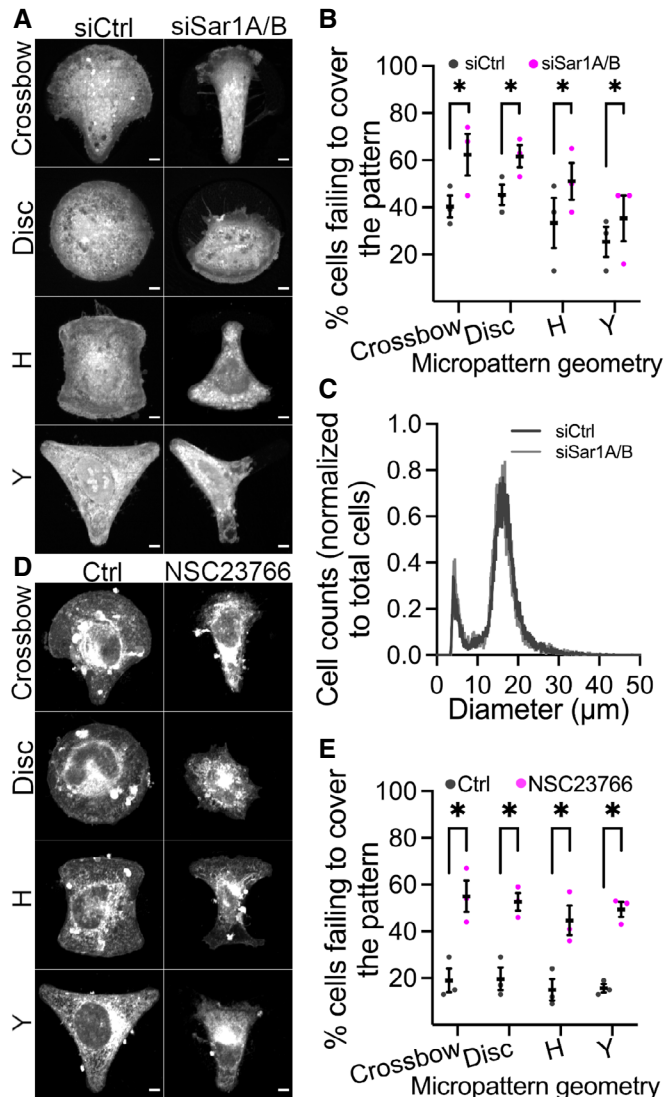 A
siCtrl siSar1A/B
Crossbow
Disc
H
Y
B
siCtrl siSar1A/B
% cells failing to cover
the pattern
100
80
60
40
20
* * * *
Crossbow Disc H Y
Micropattern geometry
C
siCtrl
siSar1A/B
Cell counts (normalized
to total cells)
1.0
0.8
0.6
0.4
0.2
0.0
0 10 20 30 40 50
Diameter (µm)
D
Ctrl NSC23766
Crossbow
Disc
H
Y
E
Ctrl NSC23766
% cells failing to cover
the pattern
100
80
60
40
20
* * * *
Crossbow Disc H Y
Micropattern geometry